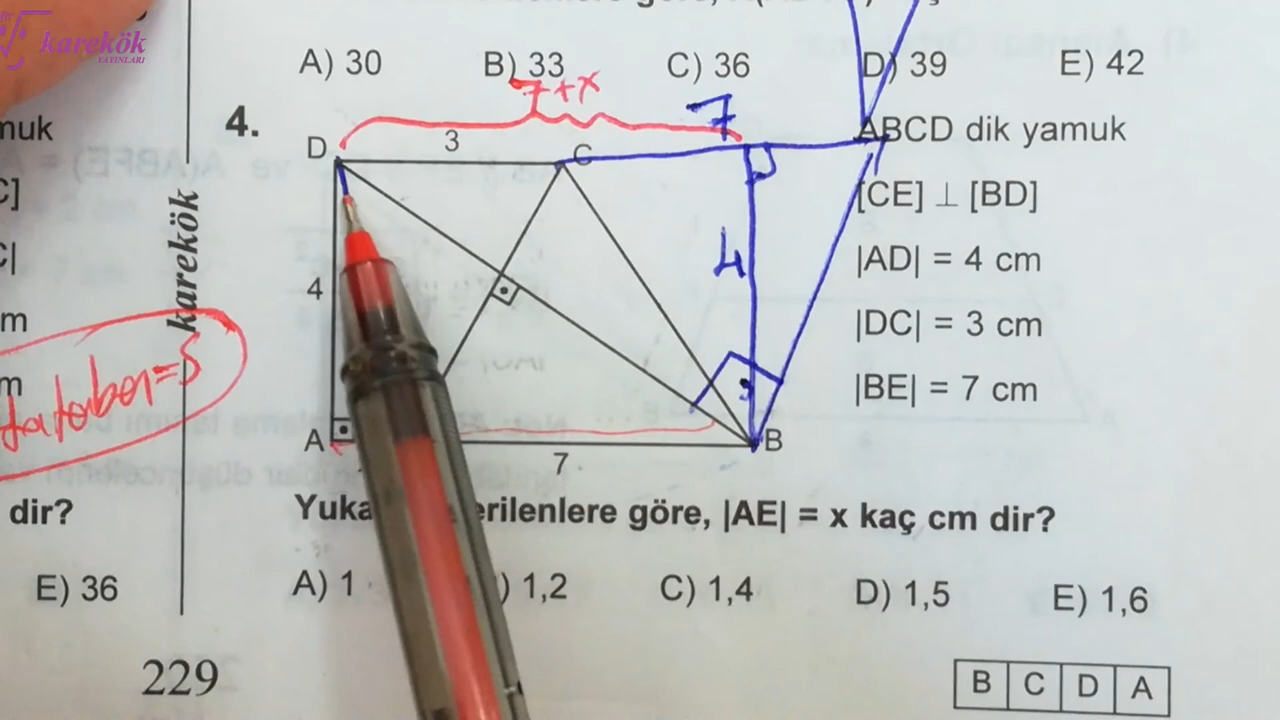 karekök
YAYINLARI
A) 30 B) 33 C) 36 D) 39 E) 42
muk
4.
7+x
7
D 3 C
ABCD dik yamuk
C]
[CE] ⊥ [BD]
C|
karekök
4
4
|AD| = 4 cm
m
|DC| = 3 cm
m
|BE| = 7 cm
A B
7
dir?
Yuka erilenlere göre, |AE| = x kaç cm dir?
E) 36
A) 1 ) 1,2 C) 1,4 D) 1,5 E) 1,6
229
B C D A